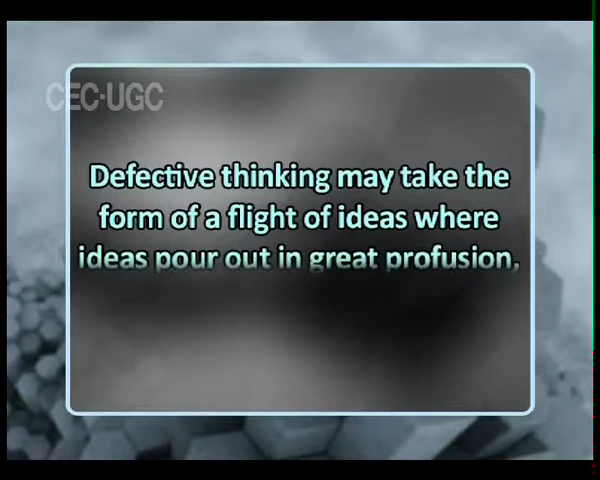 CEC-UGC
Defective thinking may take the
form of a flight of ideas where
ideas pour out in great profusion,